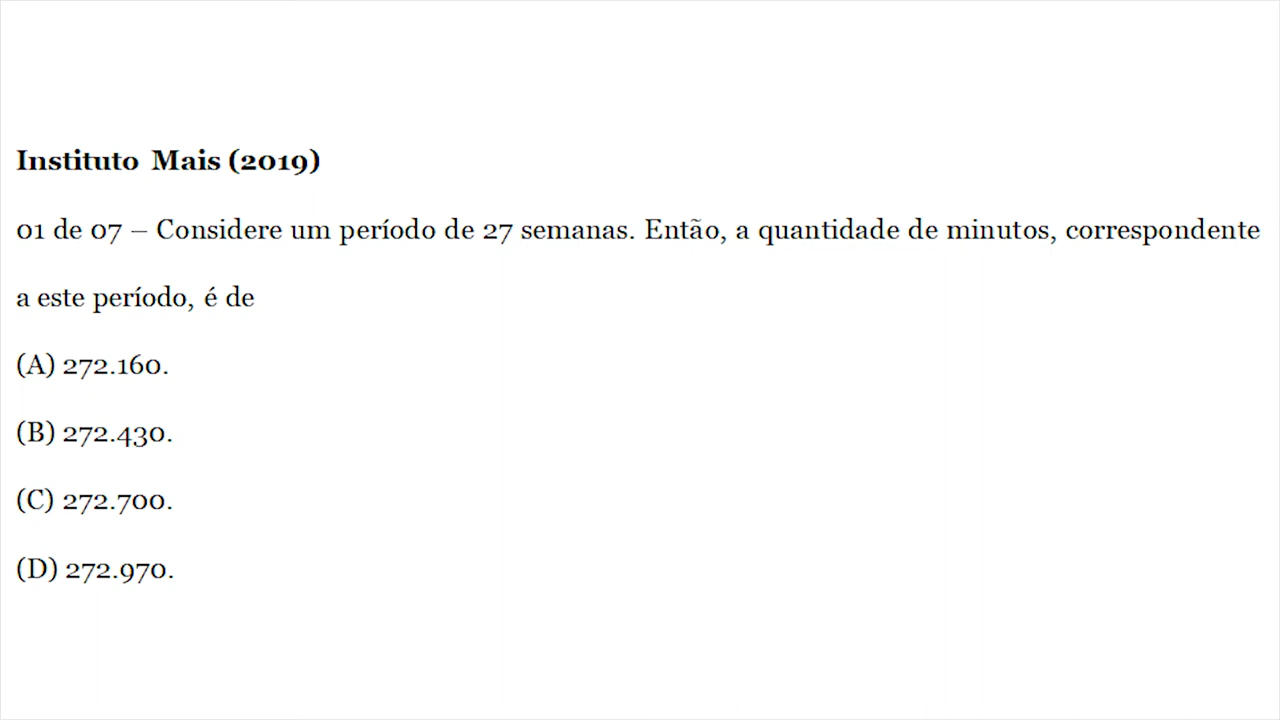 Instituto Mais (2019)
01 de 07 – Considere um período de 27 semanas. Então, a quantidade de minutos, correspondente
a este período, é de
(A) 272.160.
(B) 272.430.
(C) 272.700.
(D) 272.970.